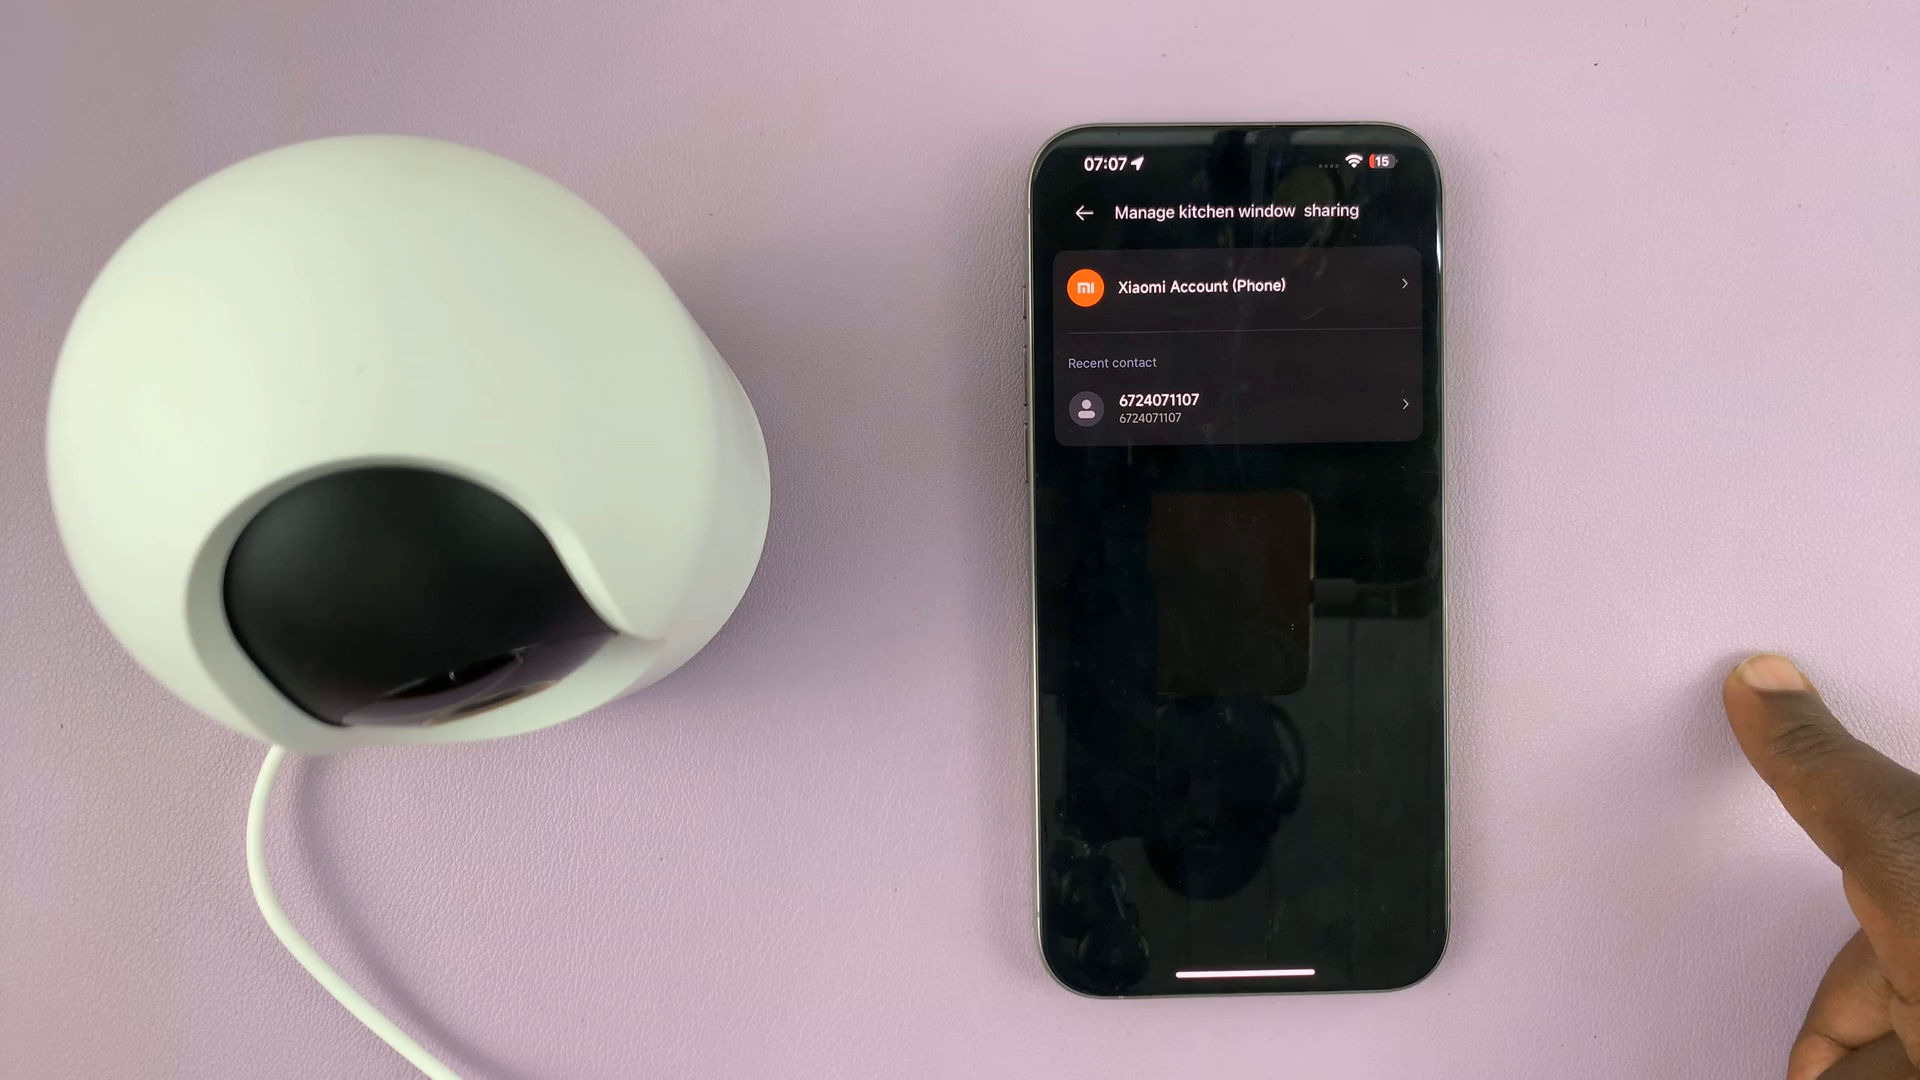 07:07
15
Manage kitchen window sharing
mi
Xiaomi Account (Phone)
Recent contact
6724071107
6724071107